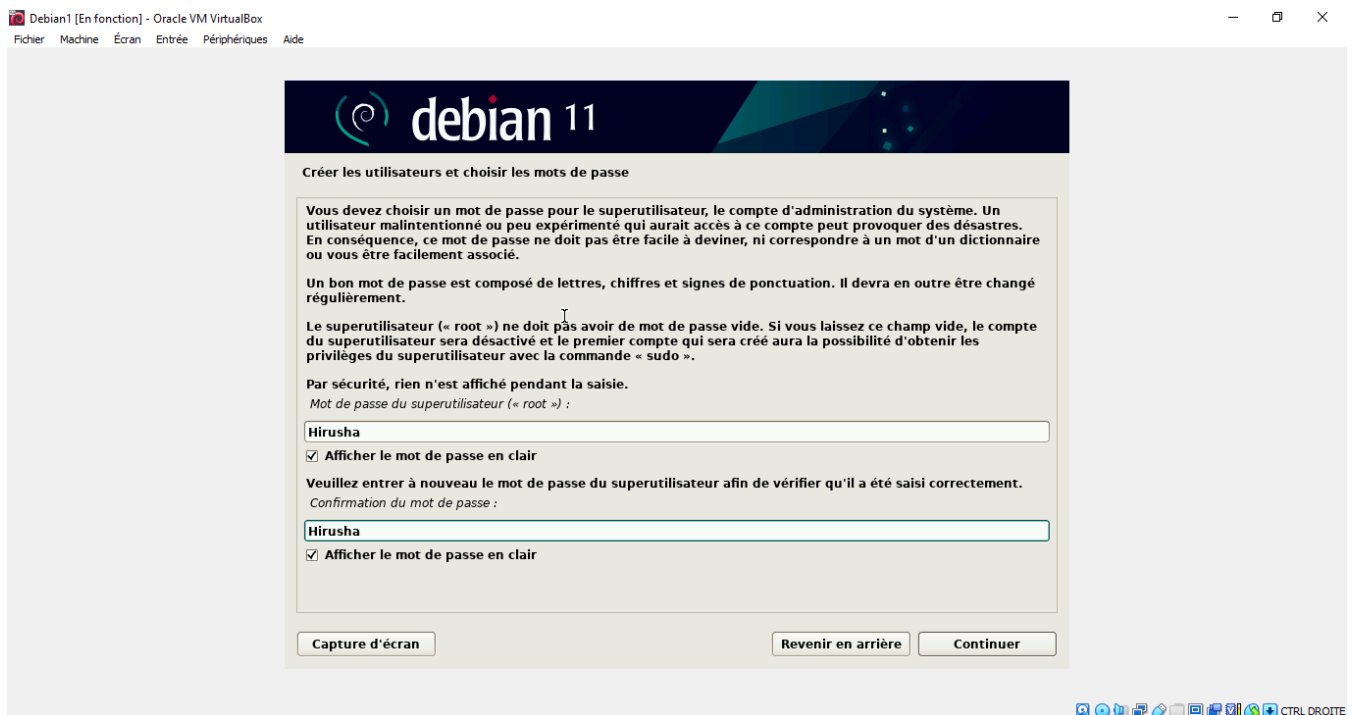 Debian1 [En fonction] - Oracle VM VirtualBox
Fichier Machine Écran Entrée Périphériques Aide
debian 11
Créer les utilisateurs et choisir les mots de passe
Vous devez choisir un mot de passe pour le superutilisateur, le compte d'administration du système. Un
utilisateur malintentionné ou peu expérimenté qui aurait accès à ce compte peut provoquer des désastres.
En conséquence, ce mot de passe ne doit pas être facile à deviner, ni correspondre à un mot d'un dictionnaire
ou vous être facilement associé.
Un bon mot de passe est composé de lettres, chiffres et signes de ponctuation. Il devra en outre être changé
régulièrement.
Le superutilisateur (« root ») ne doit pas avoir de mot de passe vide. Si vous laissez ce champ vide, le compte
du superutilisateur sera désactivé et le premier compte qui sera créé aura la possibilité d'obtenir les
privilèges du superutilisateur avec la commande « sudo ».
Par sécurité, rien n'est affiché pendant la saisie.
Mot de passe du superutilisateur (« root ») :
Hirusha
Afficher le mot de passe en clair
Veuillez entrer à nouveau le mot de passe du superutilisateur afin de vérifier qu'il a été saisi correctement.
Confirmation du mot de passe :
Hirusha
Afficher le mot de passe en clair
Capture d'écran Revenir en arrière Continuer
CTRL DROITE